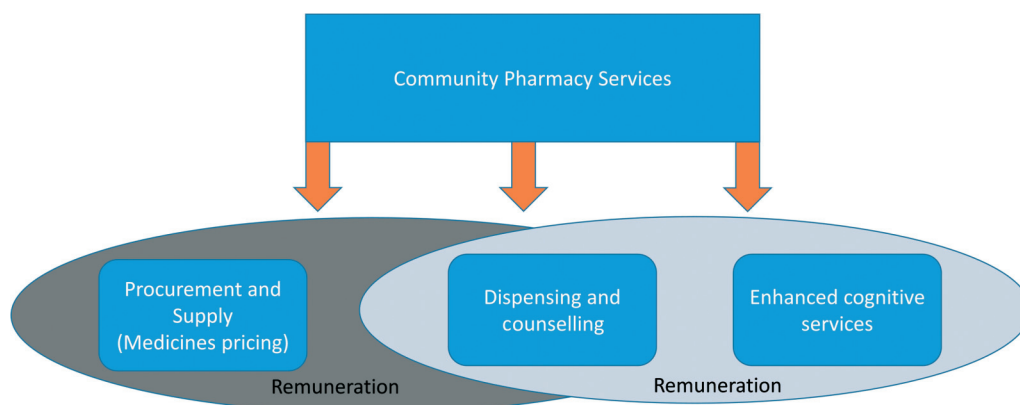 Community Pharmacy Services
Procurement and
Supply
(Medicines pricing)
Dispensing and
counselling
Enhanced cognitive
services
Remuneration
Remuneration